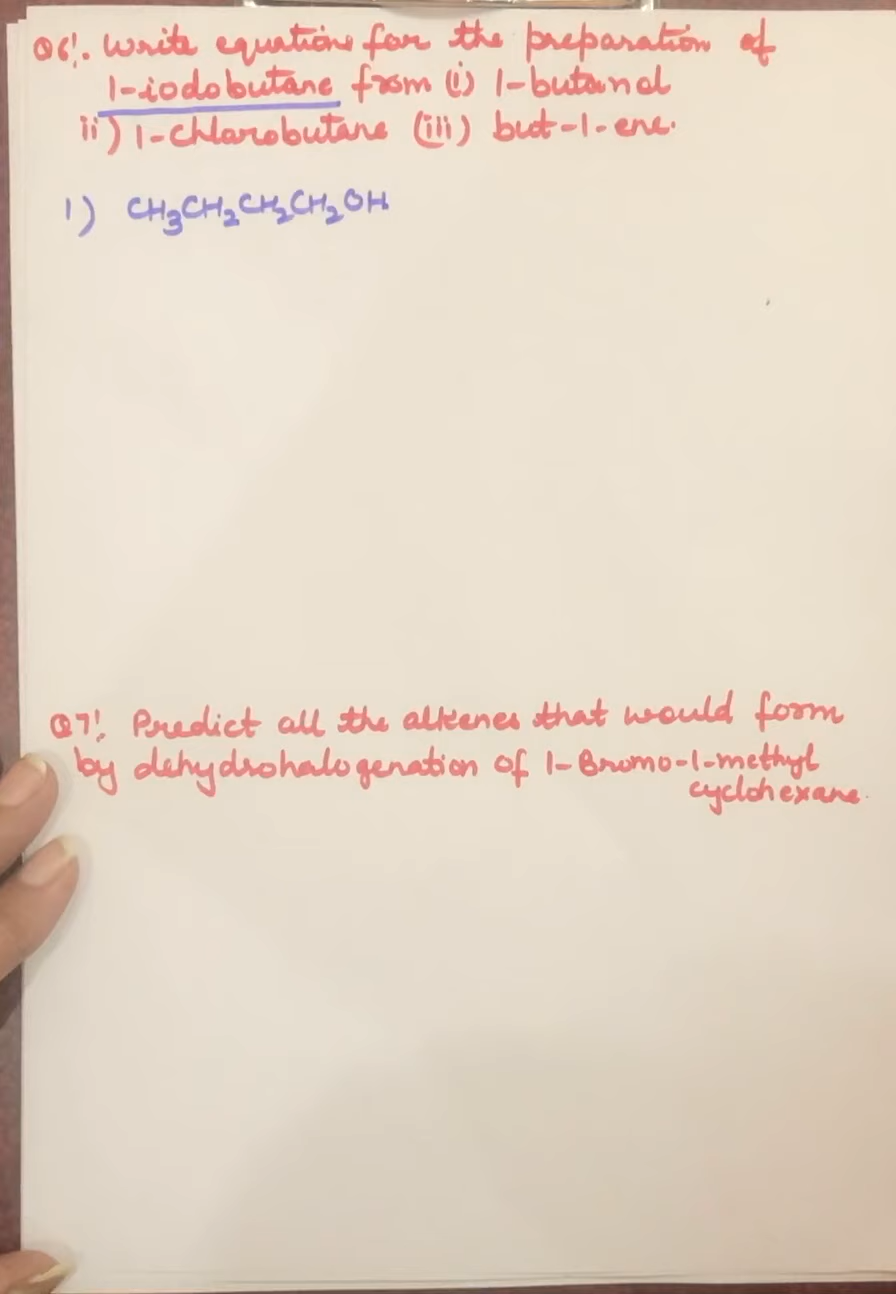 Q6!. Write equations for the preparation of
1-iodobutane from (i) 1-butanol
ii) 1-chlorobutane (iii) but-1-ene.
1) CH₃CH₂CH₂CH₂OH
Q7!. Predict all the alkenes that would form
by dehydrohalogenation of 1-Bromo-1-methyl
cyclohexane.